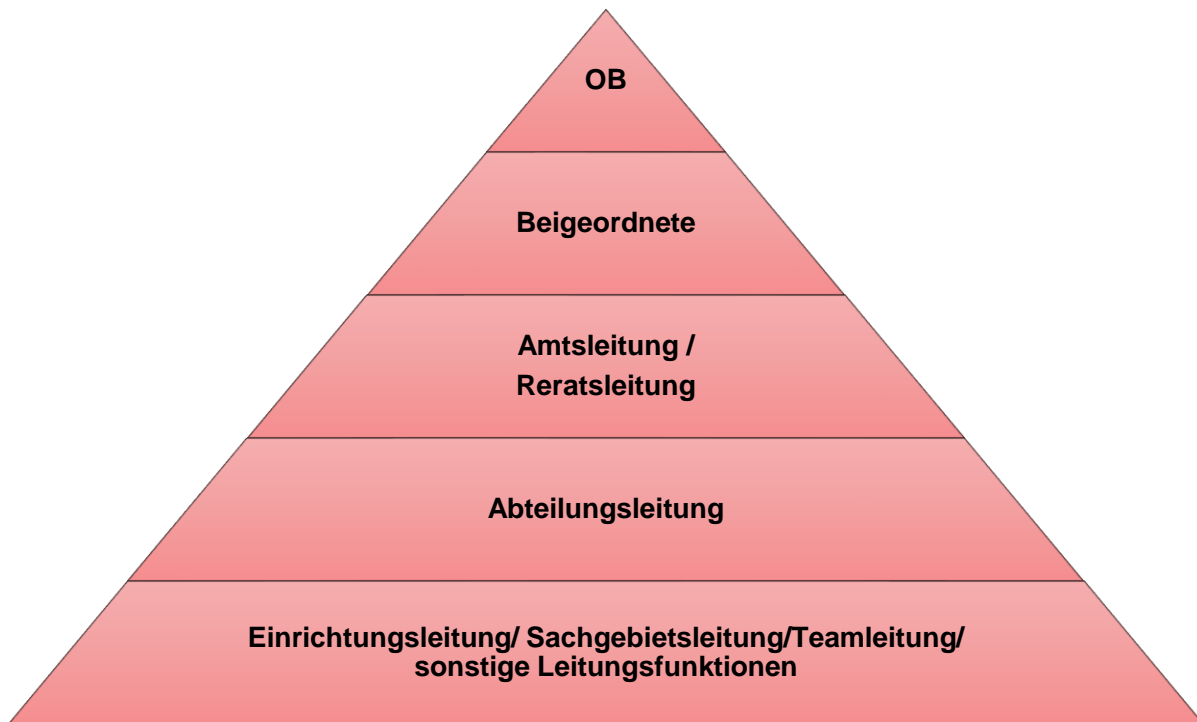 OB
Beigeordnete
Amtsleitung /
Reratsleitung
Abteilungsleitung
Einrichtungsleitung/ Sachgebietsleitung/Teamleitung/
sonstige Leitungsfunktionen